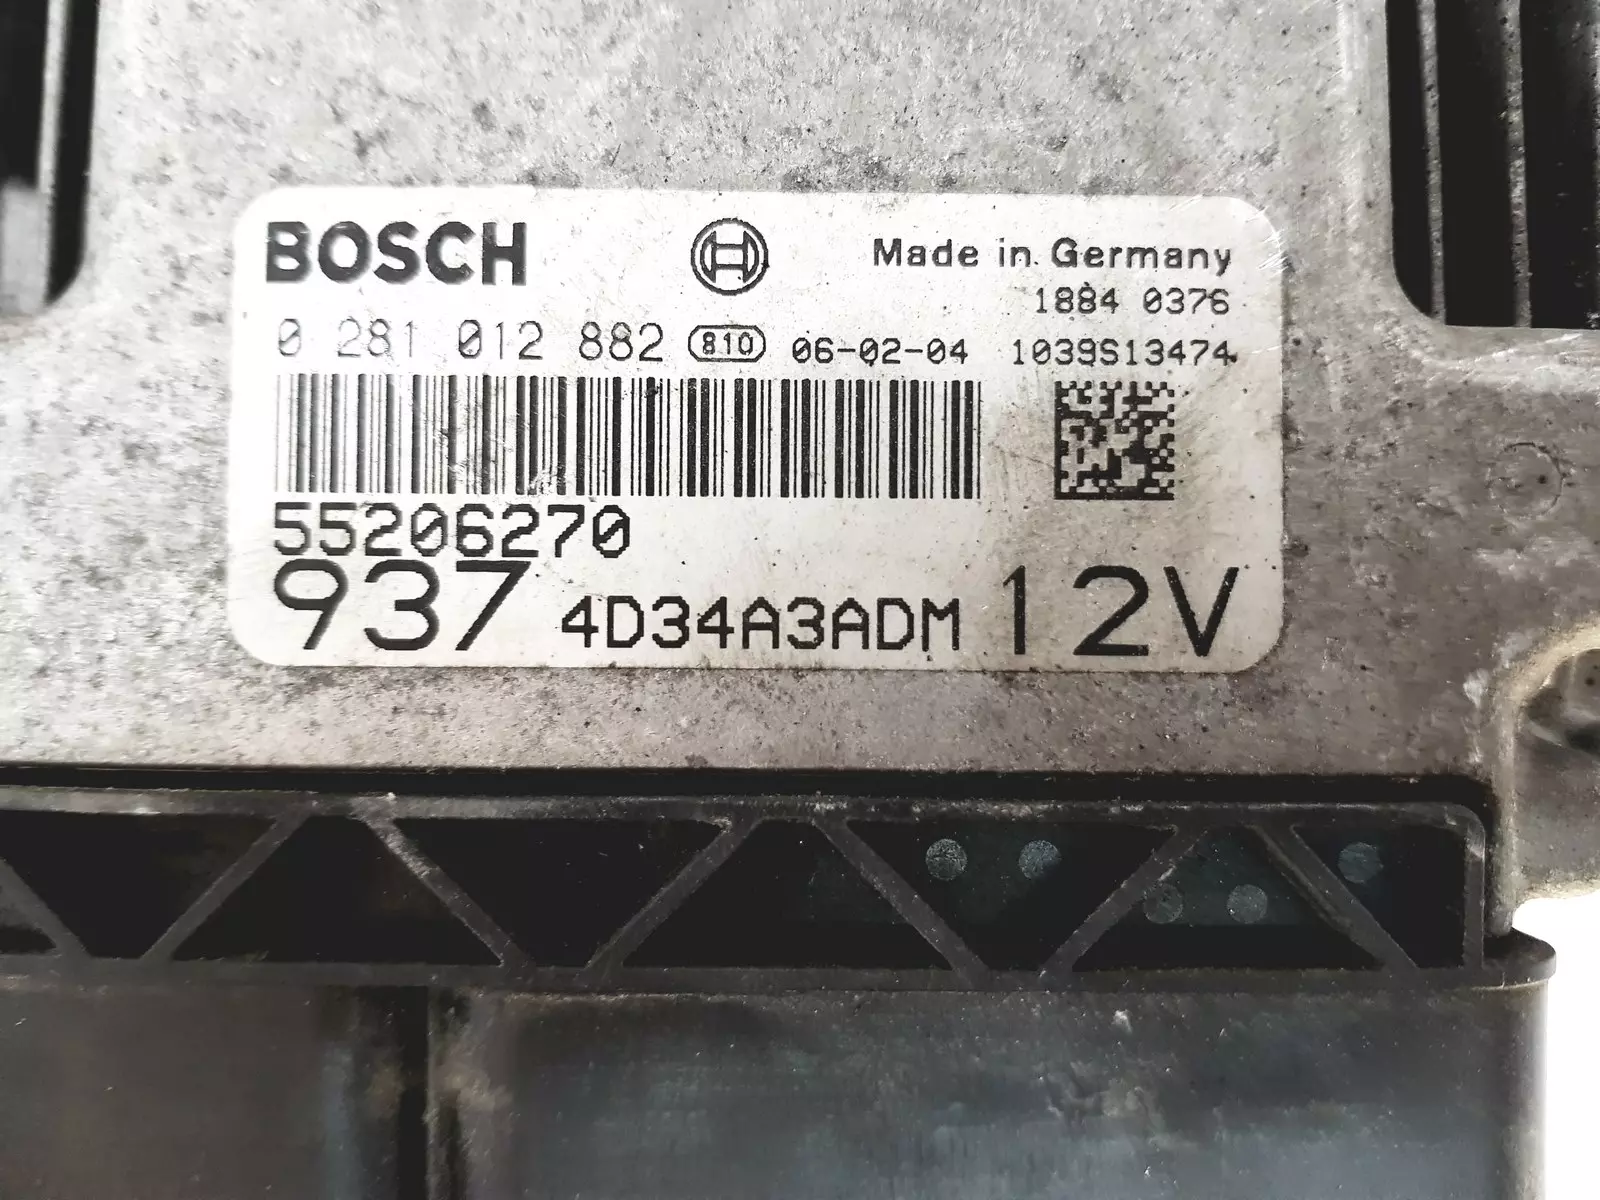 BOSCH Made in Germany
1884 0376
0 281 012 882 810 06-02-04 1039S13474
55206270
937 4D34A3ADM 12V